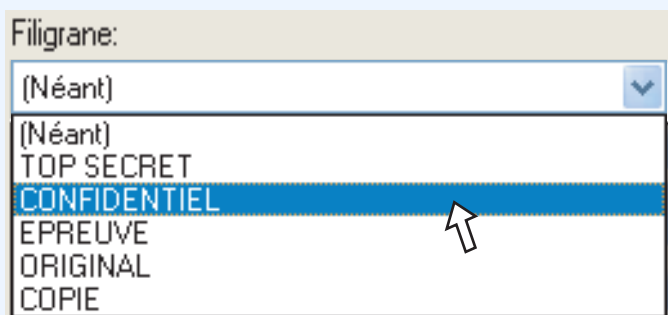 Filigrane:
(Néant)
(Néant)
TOP SECRET
CONFIDENTIEL
EPREUVE
ORIGINAL
COPIE